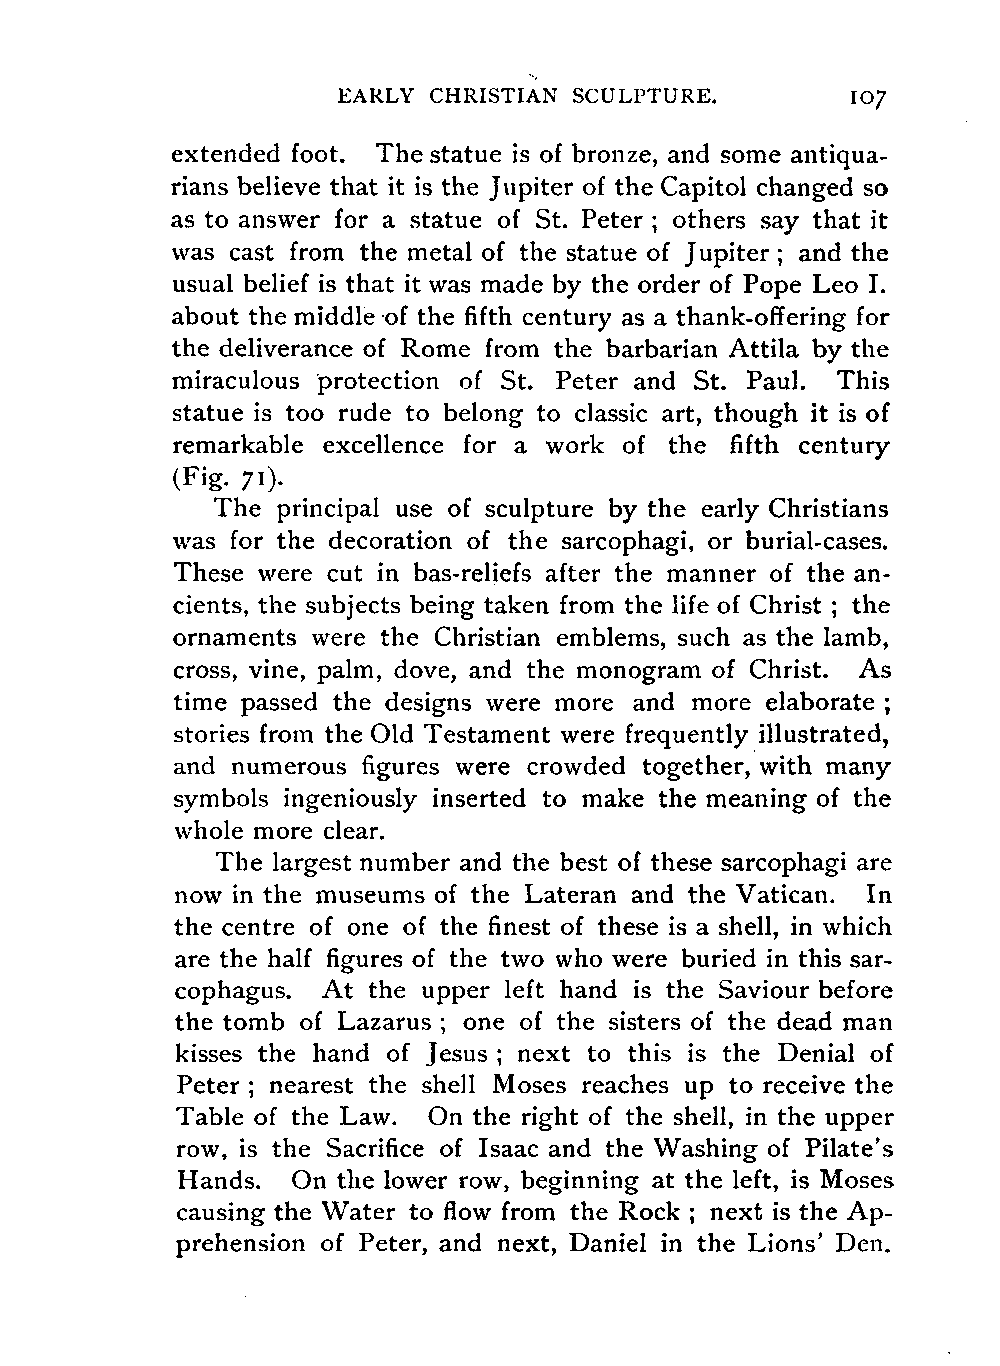 EARLY CHRISTIAN SCULPTURE. 107
extended foot. The statue is of bronze, and some antiqua-
rians believe that it is the Jupiter of the Capitol changed so
as to answer for a statue of St. Peter ; others say that it
was cast from the metal of the statue of Jupiter ; and the
usual belief is that it was made by the order of Pope Leo I.
about the middle of the fifth century as a thank-offering for
the deliverance of Rome from the barbarian Attila by the
miraculous protection of St. Peter and St. Paul. This
statue is too rude to belong to classic art, though it is of
remarkable excellence for a work of the fifth century
(Fig. 71).
The principal use of sculpture by the early Christians
was for the decoration of the sarcophagi, or burial-cases.
These were cut in bas-reliefs after the manner of the an-
cients, the subjects being taken from the life of Christ ; the
ornaments were the Christian emblems, such as the lamb,
cross, vine, palm, dove, and the monogram of Christ. As
time passed the designs were more and more elaborate ;
stories from the Old Testament were frequently illustrated,
and numerous figures were crowded together, with many
symbols ingeniously inserted to make the meaning of the
whole more clear.
The largest number and the best of these sarcophagi are
now in the museums of the Lateran and the Vatican. In
the centre of one of the finest of these is a shell, in which
are the half figures of the two who were buried in this sar-
cophagus. At the upper left hand is the Saviour before
the tomb of Lazarus ; one of the sisters of the dead man
kisses the hand of Jesus ; next to this is the Denial of
Peter ; nearest the shell Moses reaches up to receive the
Table of the Law. On the right of the shell, in the upper
row, is the Sacrifice of Isaac and the Washing of Pilate's
Hands. On the lower row, beginning at the left, is Moses
causing the Water to flow from the Rock ; next is the Ap-
prehension of Peter, and next, Daniel in the Lions' Den.